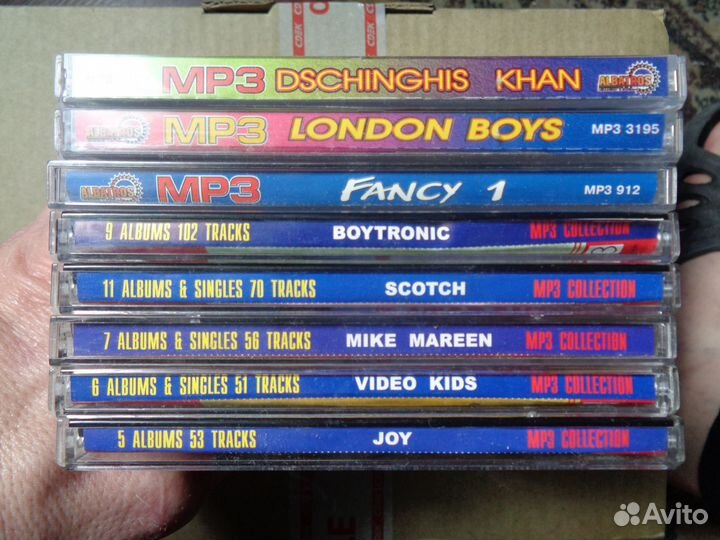 CDEK
CDEK
MP3 DSCHINGHIS KHAN ALBATROS
ALBATROS MP3 LONDON BOYS MP3 3195
ALBATROS MP3 FANCY 1 MP3 912
9 ALBUMS 102 TRACKS BOYTRONIC MP3 COLLECTION
11 ALBUMS & SINGLES 70 TRACKS SCOTCH MP3 COLLECTION
7 ALBUMS & SINGLES 56 TRACKS MIKE MAREEN MP3 COLLECTION
6 ALBUMS & SINGLES 51 TRACKS VIDEO KIDS MP3 COLLECTION
5 ALBUMS 53 TRACKS JOY MP3 COLLECTION
Avito